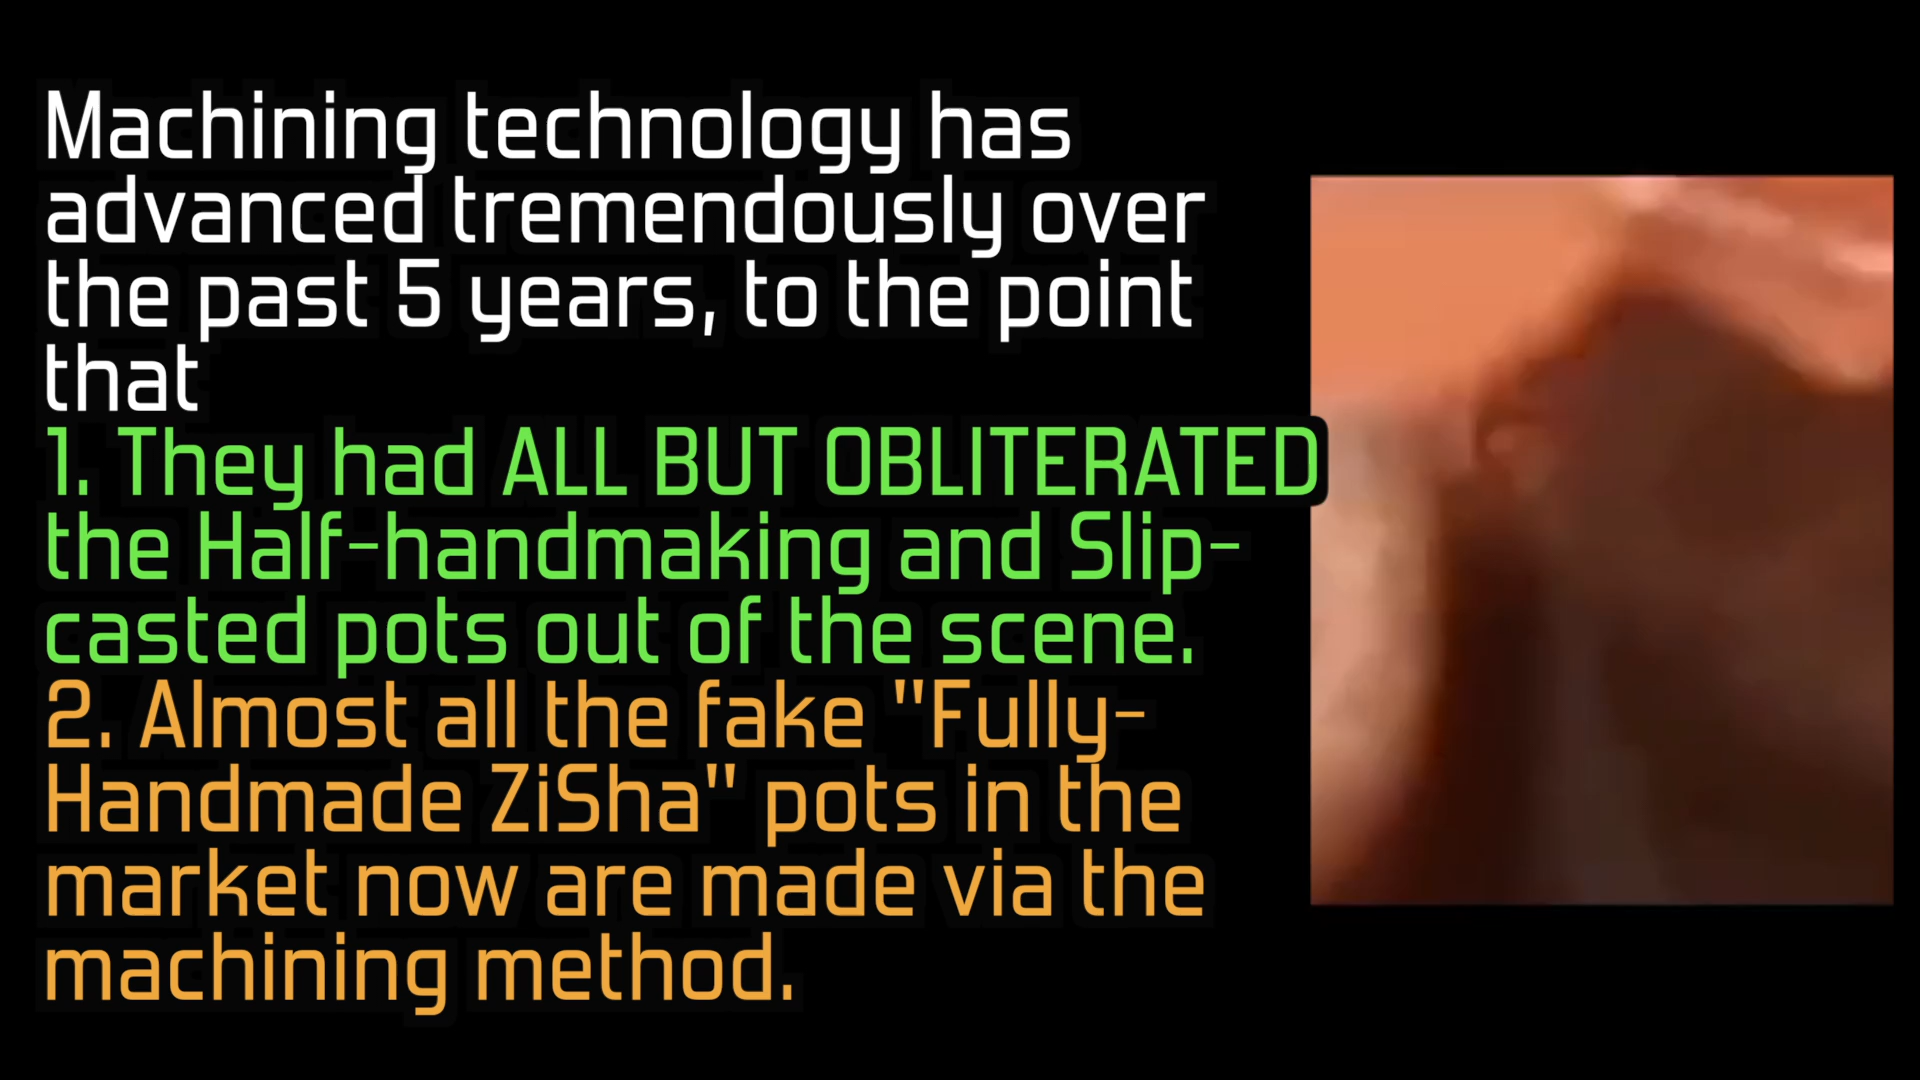 Machining technology has
advanced tremendously over
the past 5 years, to the point
that
1. They had ALL BUT OBLITERATED
the Half-handmaking and Slip-
casted pots out of the scene.
2. Almost all the fake "Fully-
Handmade ZiSha" pots in the
market now are made via the
machining method.